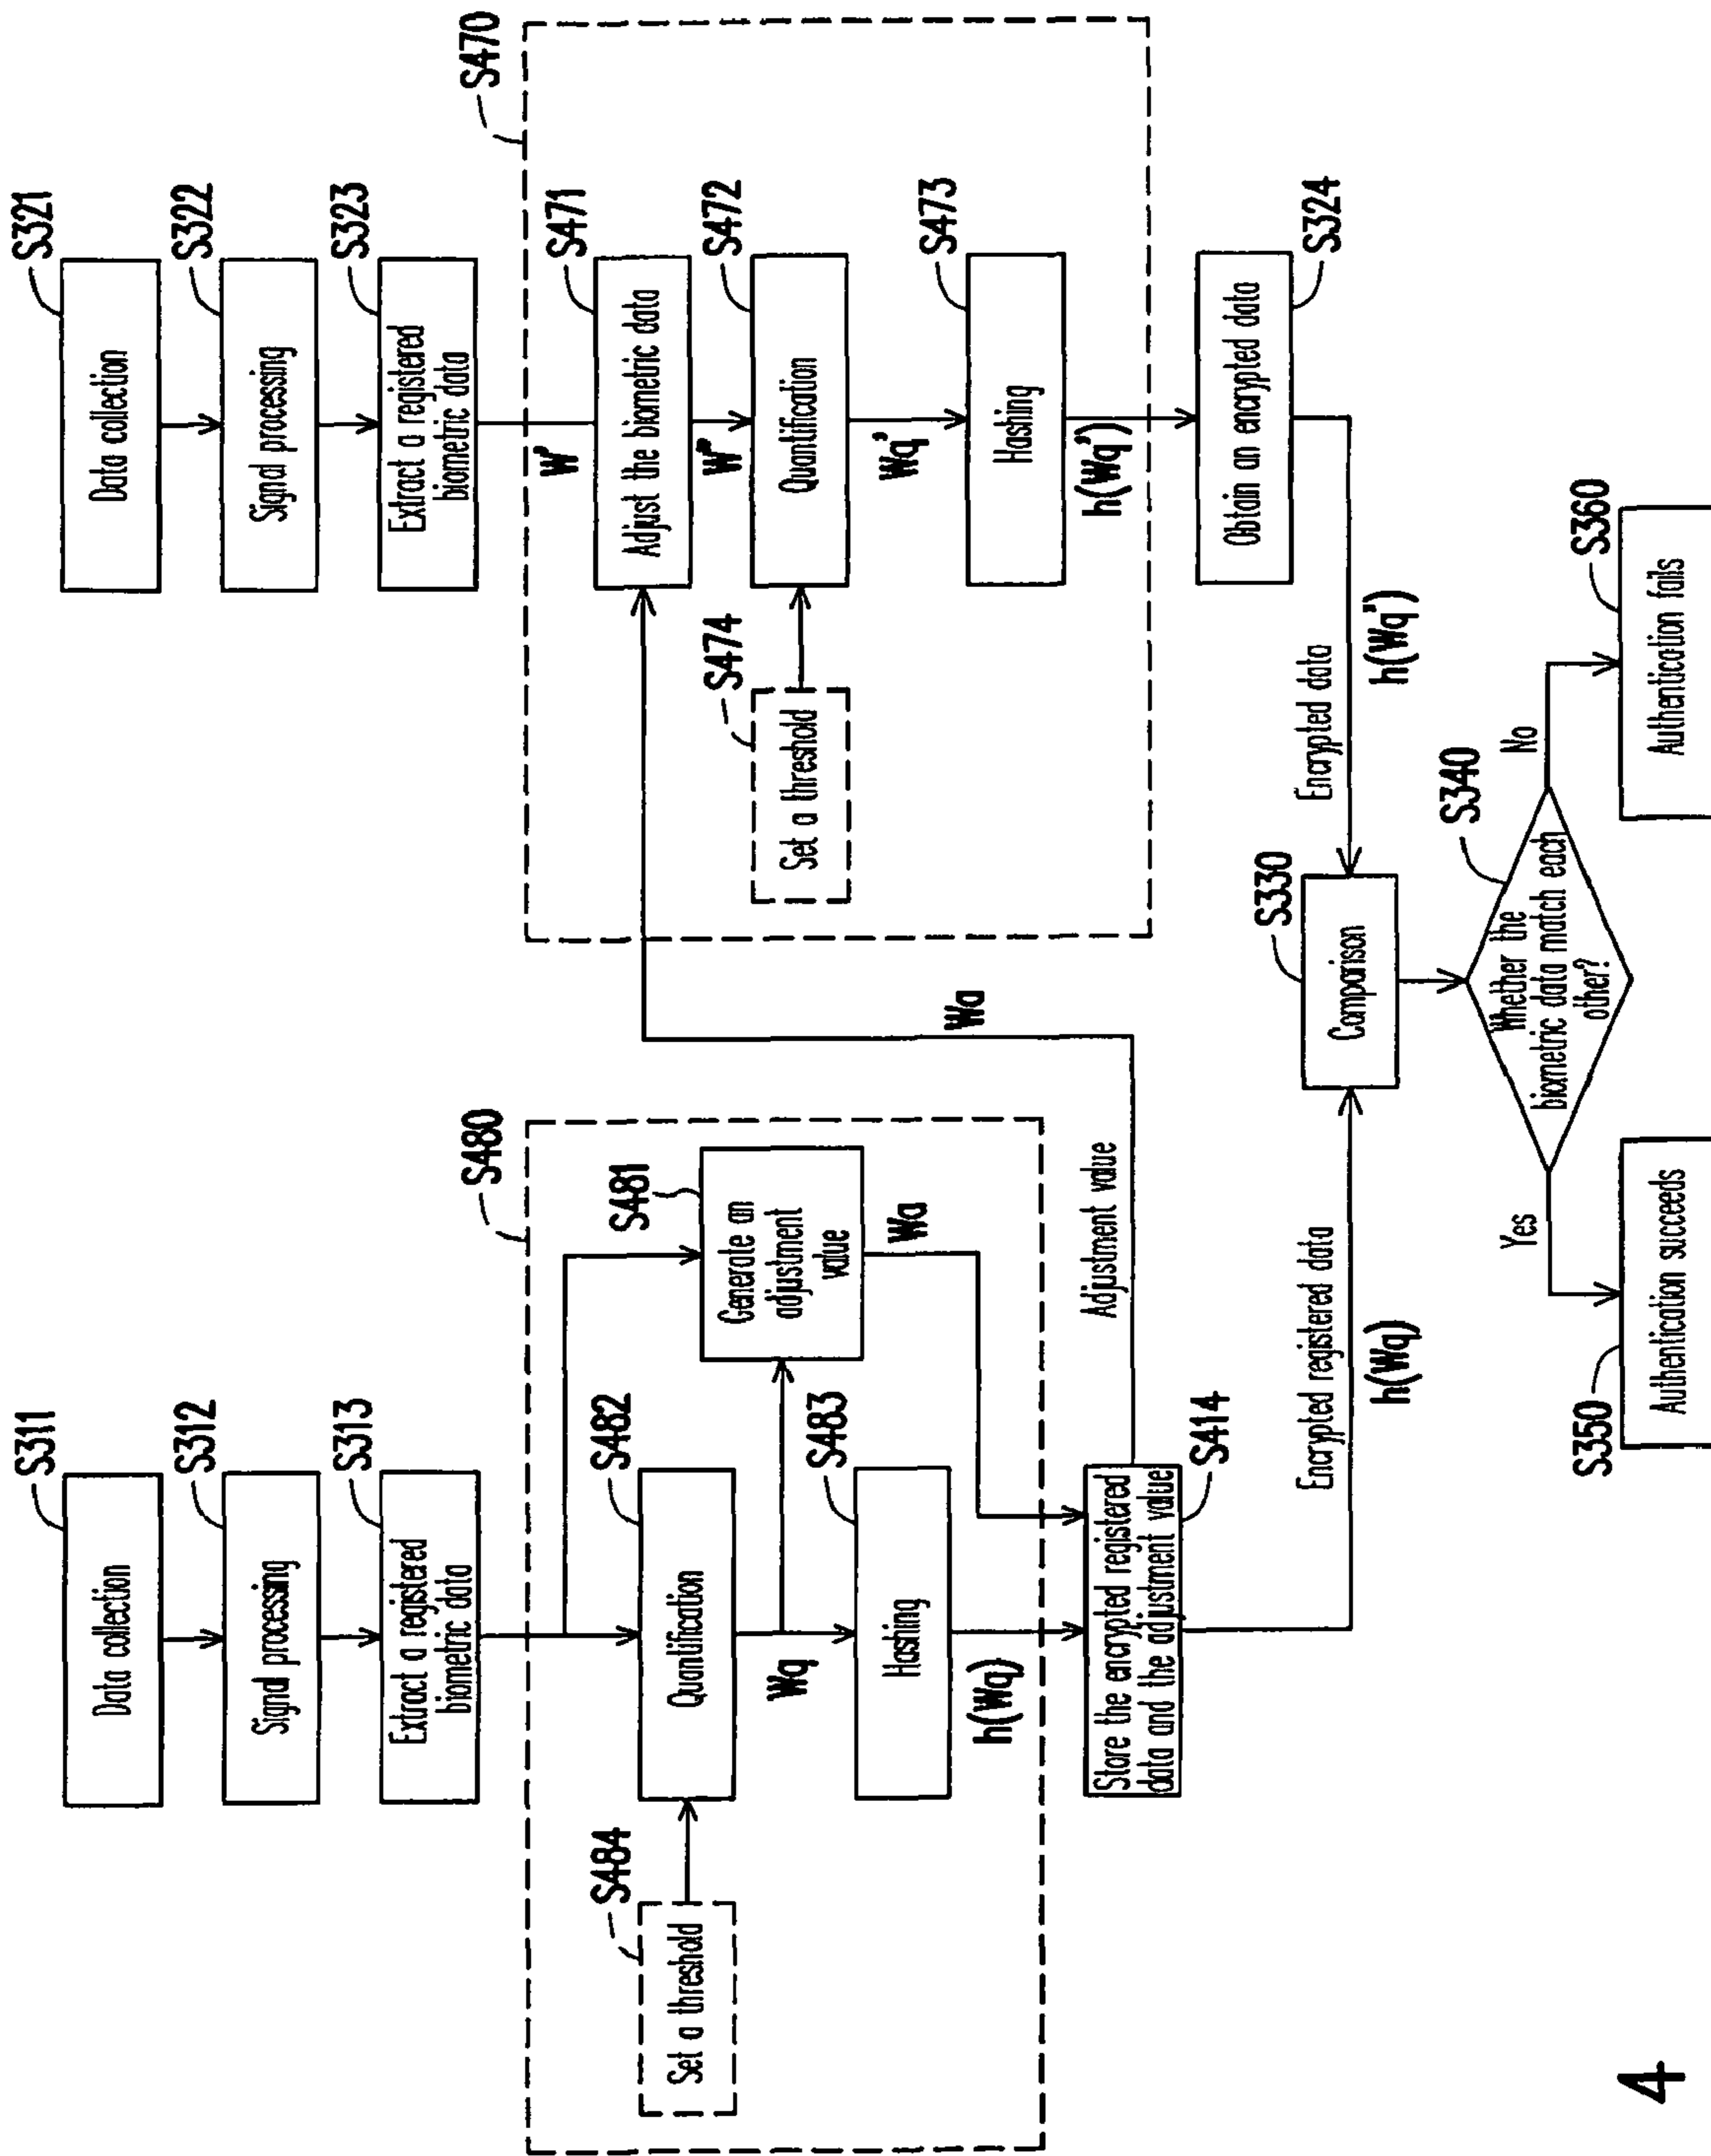 S311
Data collection
S312
Signal processing
S313
Extract a registered
biometric data
S480
S484
Set a threshold
S482
Quantification
S481
Generate an
adjustment
value
Wq
Wa
S483
Hashing
h(Wq)
Store the encrypted registered
data and the adjustment value
S414
Adjustment value
Wa
Encrypted registered data
h(Wq)
S321
Data collection
S322
Signal processing
S323
Extract a registered
biometric data
S470
W'
S471
Adjust the biometric data
W"
S474
Set a threshold
S472
Quantification
Wq'
S473
Hashing
h(Wq')
Obtain an encrypted data
S324
Encrypted data
h(Wq')
S330
Comparison
S340
Whether the
biometric data match each
other?
Yes
No
S350
Authentication succeeds
S360
Authentication fails
4